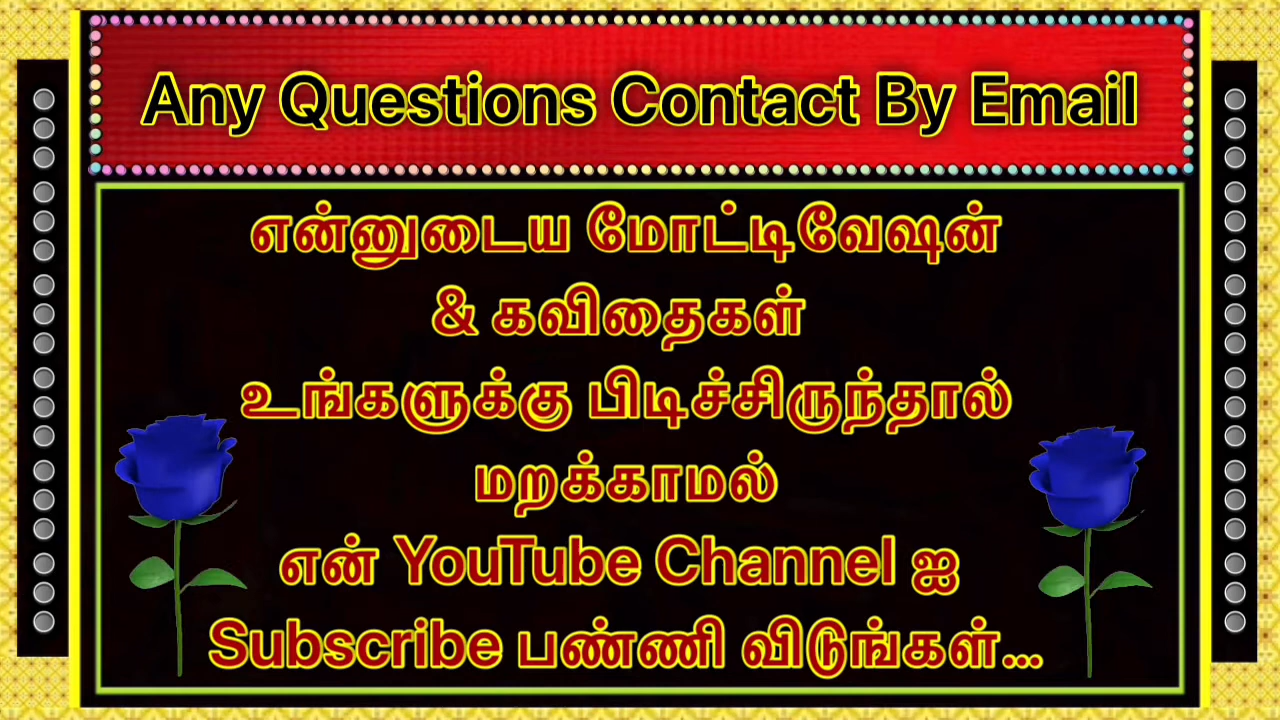 Any Questions Contact By Email
என்னுடைய மோட்டிவேஷன்
& கவிதைகள்
உங்களுக்கு பிடிச்சிருந்தால்
மறக்காமல்
என் YouTube Channel ஐ
Subscribe பண்ணி விடுங்கள்...